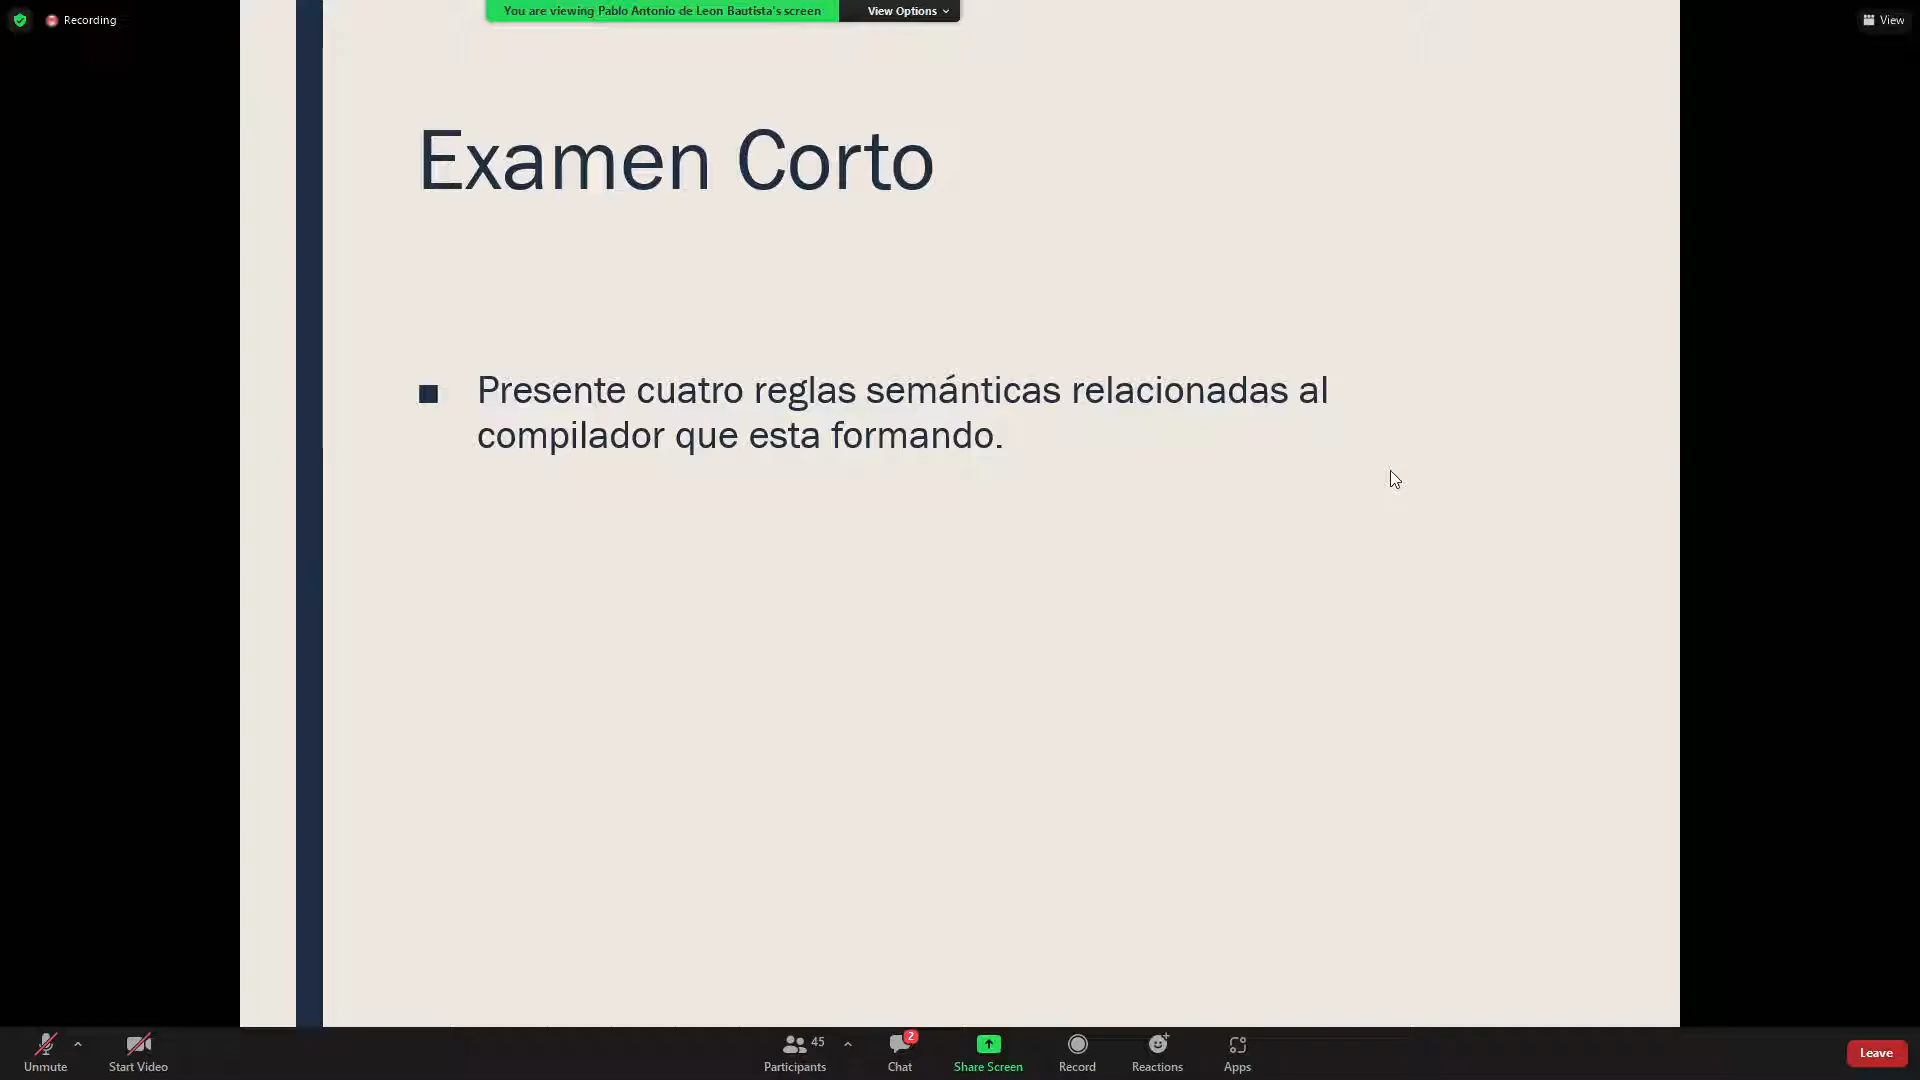 Recording
You are viewing Pablo Antonio de Leon Bautista's screen
View Options
View
Examen Corto
Presente cuatro reglas semánticas relacionadas al
compilador que esta formando.
Unmute
Start Video
45
Participants
2
Chat
Share Screen
Record
Reactions
Apps
Leave